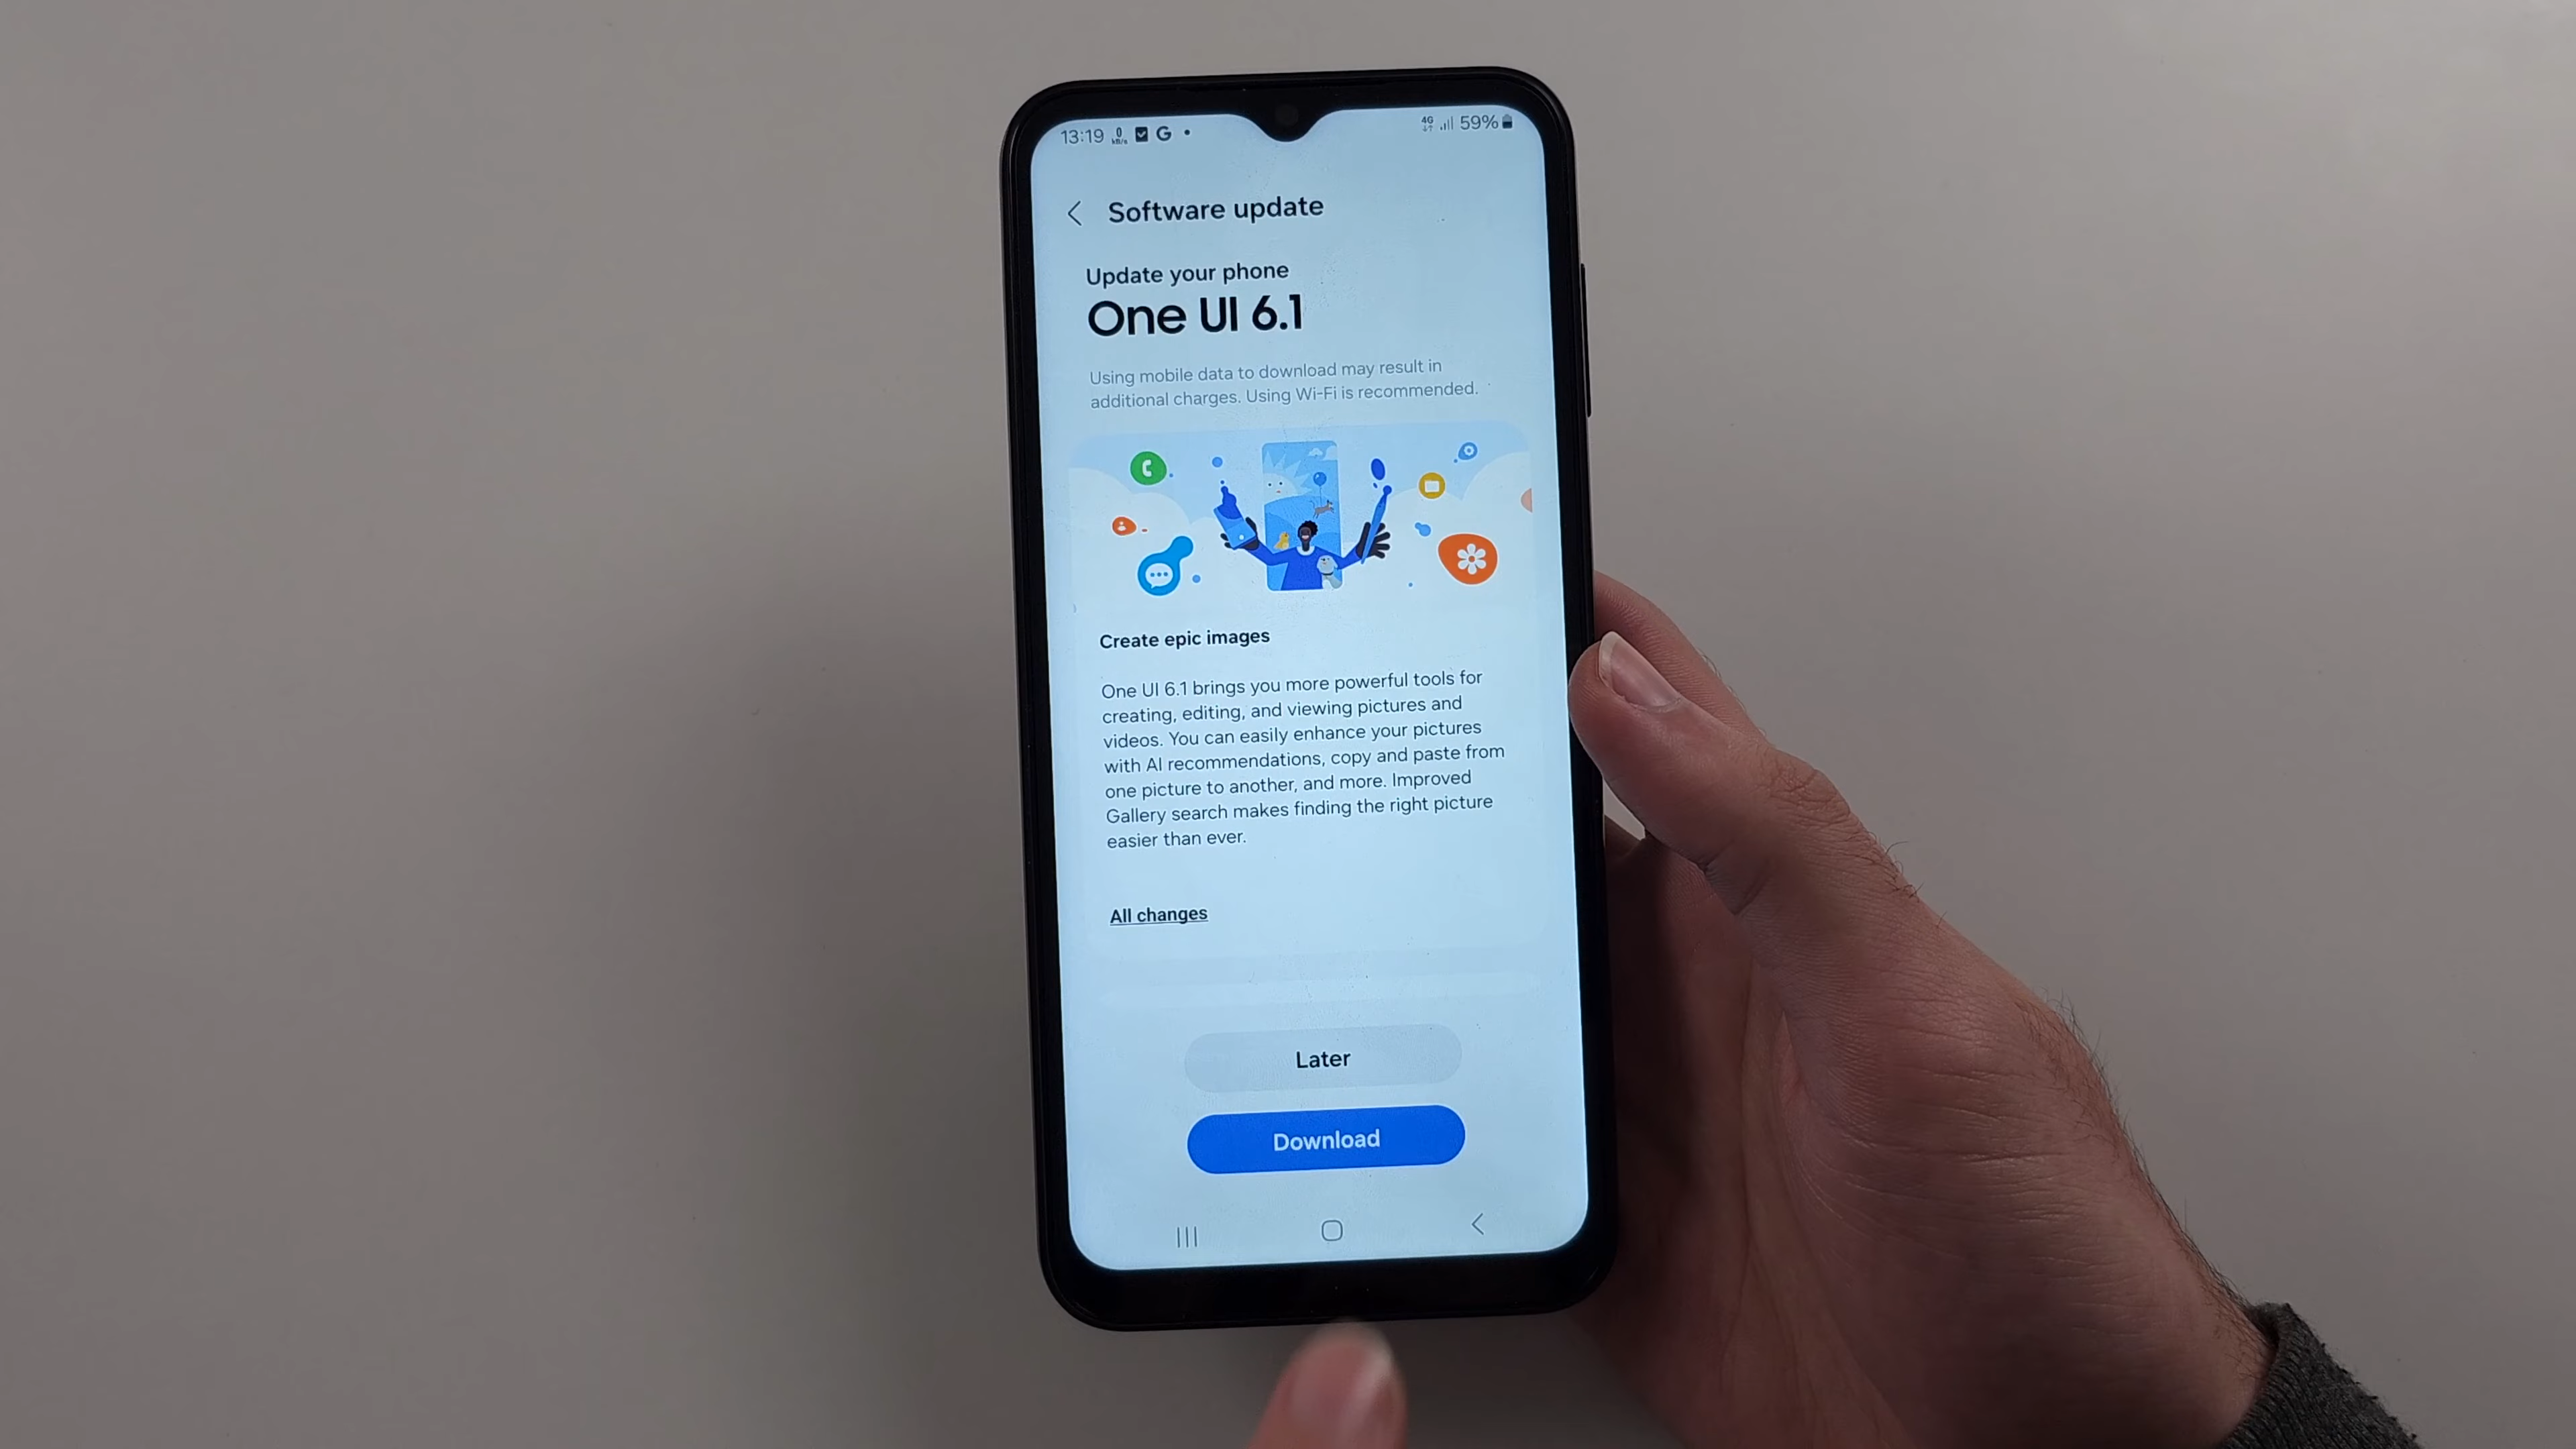 13:19 0 kB/s G • 4G 59%
Software update
Update your phone
One UI 6.1
Using mobile data to download may result in
additional charges. Using Wi-Fi is recommended.
Create epic images
One UI 6.1 brings you more powerful tools for
creating, editing, and viewing pictures and
videos. You can easily enhance your pictures
with AI recommendations, copy and paste from
one picture to another, and more. Improved
Gallery search makes finding the right picture
easier than ever.
All changes
Later
Download